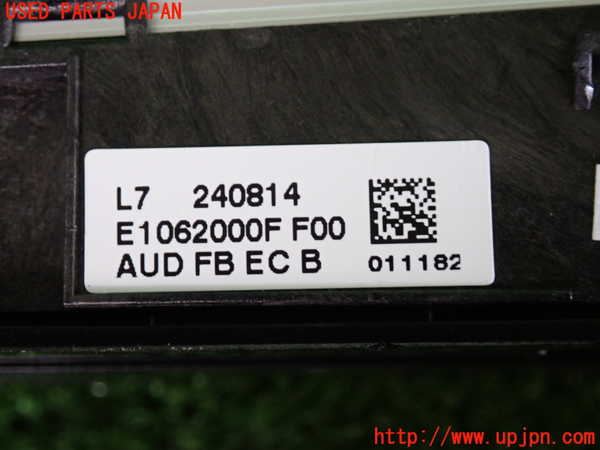 USED PARTS JAPAN
L7 240814
E1062000F F00
AUD FB EC B 011182
http://www.upjpn.com